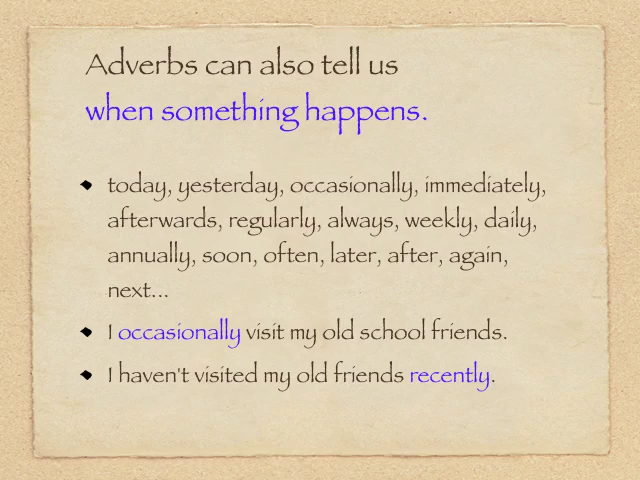 Adverbs can also tell us
when something happens.
today, yesterday, occasionally, immediately,
afterwards, regularly, always, weekly, daily,
annually, soon, often, later, after, again,
next...
I occasionally visit my old school friends.
I haven't visited my old friends recently.